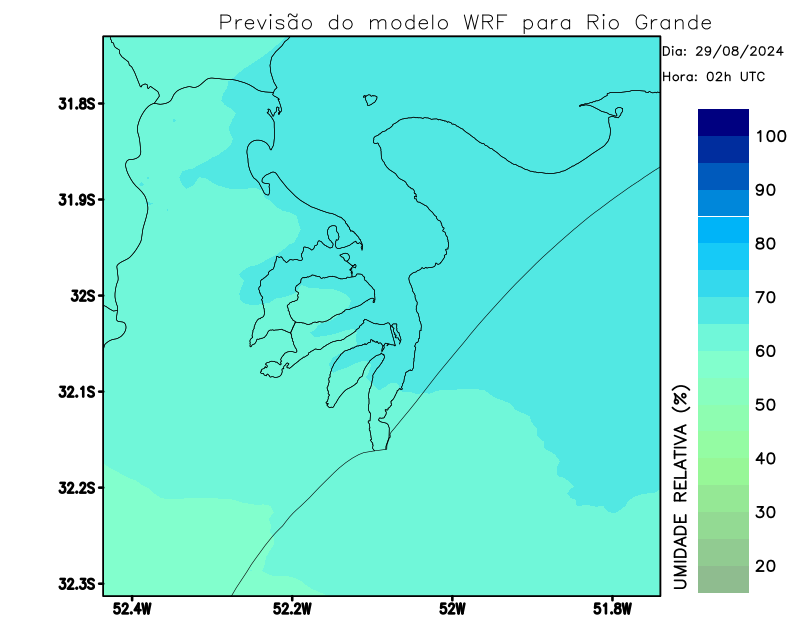 Previsão do modelo WRF para Rio Grande
Dia: 29/08/2024
Hora: 02h UTC
31.8S
31.9S
32S
32.1S
32.2S
32.3S
52.4W
52.2W
52W
51.8W
100
90
80
70
60
50
40
30
20
UMIDADE RELATIVA (%)